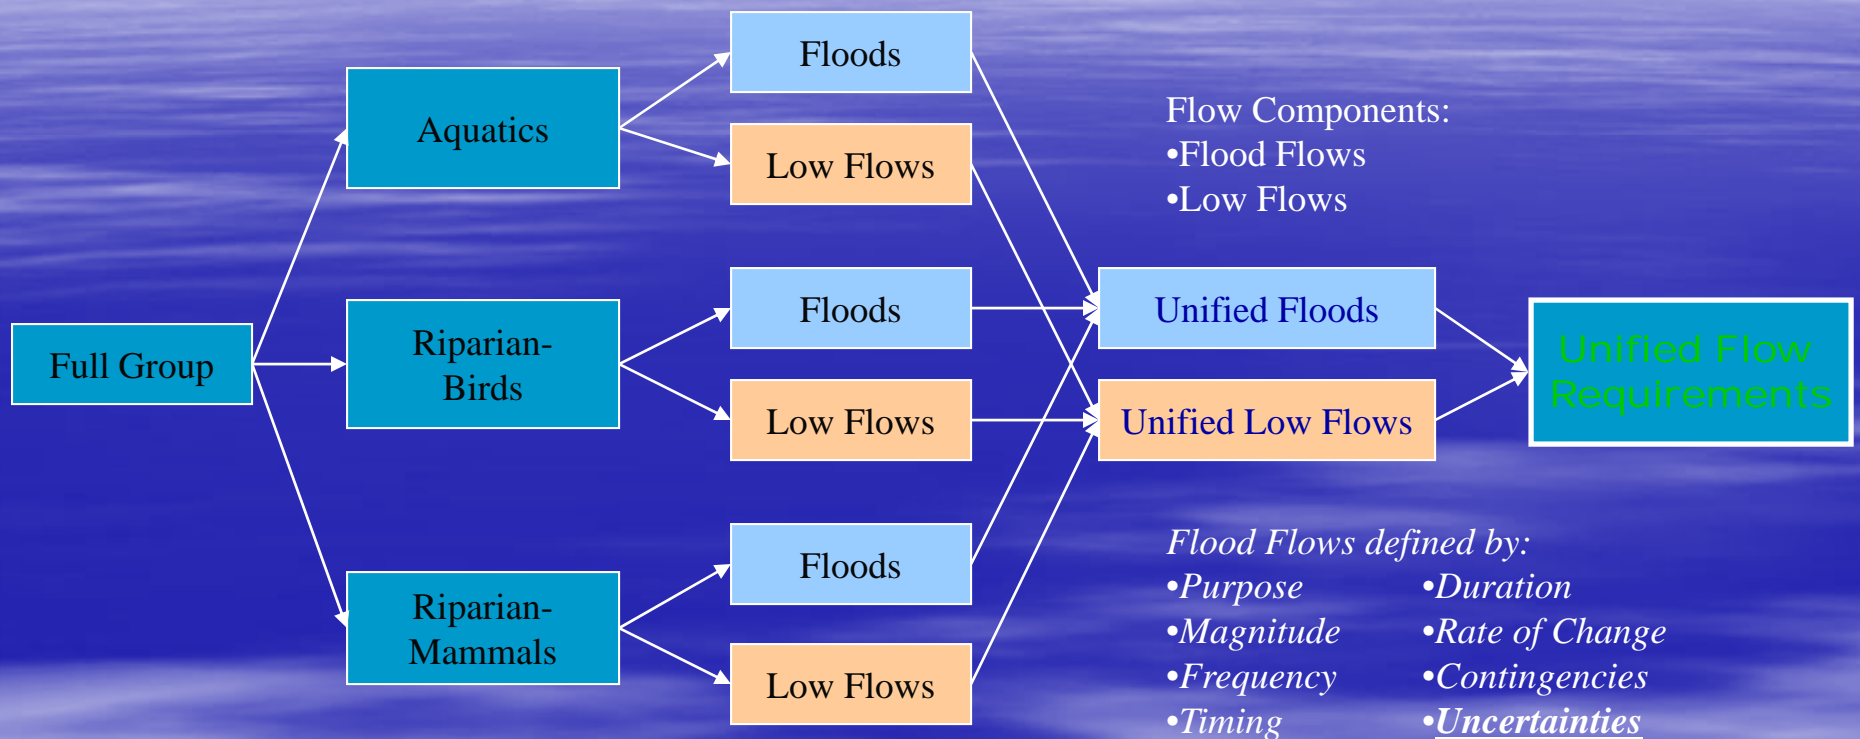 Full Group
Aquatics
Riparian-
Birds
Riparian-
Mammals
Floods
Low Flows
Floods
Low Flows
Floods
Low Flows
Unified Floods
Unified Low Flows
Unified Flow
Requirements
Flow Components:
•Flood Flows
•Low Flows
Flood Flows defined by:
•Purpose
•Magnitude
•Frequency
•Timing
•Duration
•Rate of Change
•Contingencies
•Uncertainties